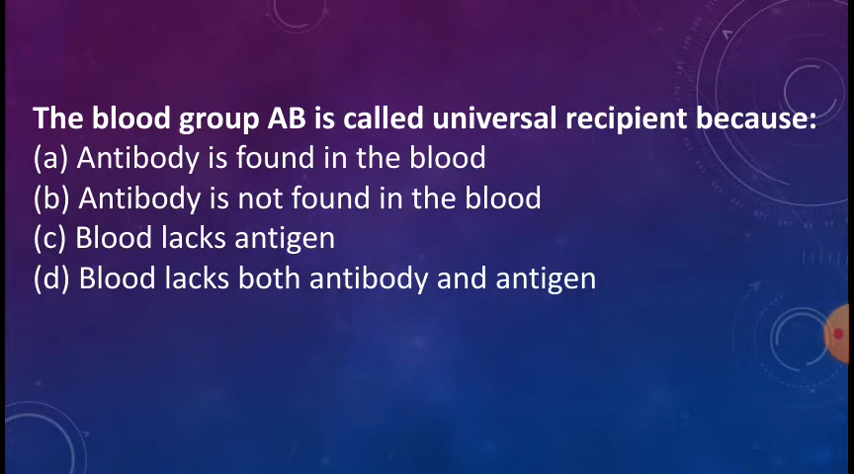 The blood group AB is called universal recipient because:
(a) Antibody is found in the blood
(b) Antibody is not found in the blood
(c) Blood lacks antigen
(d) Blood lacks both antibody and antigen